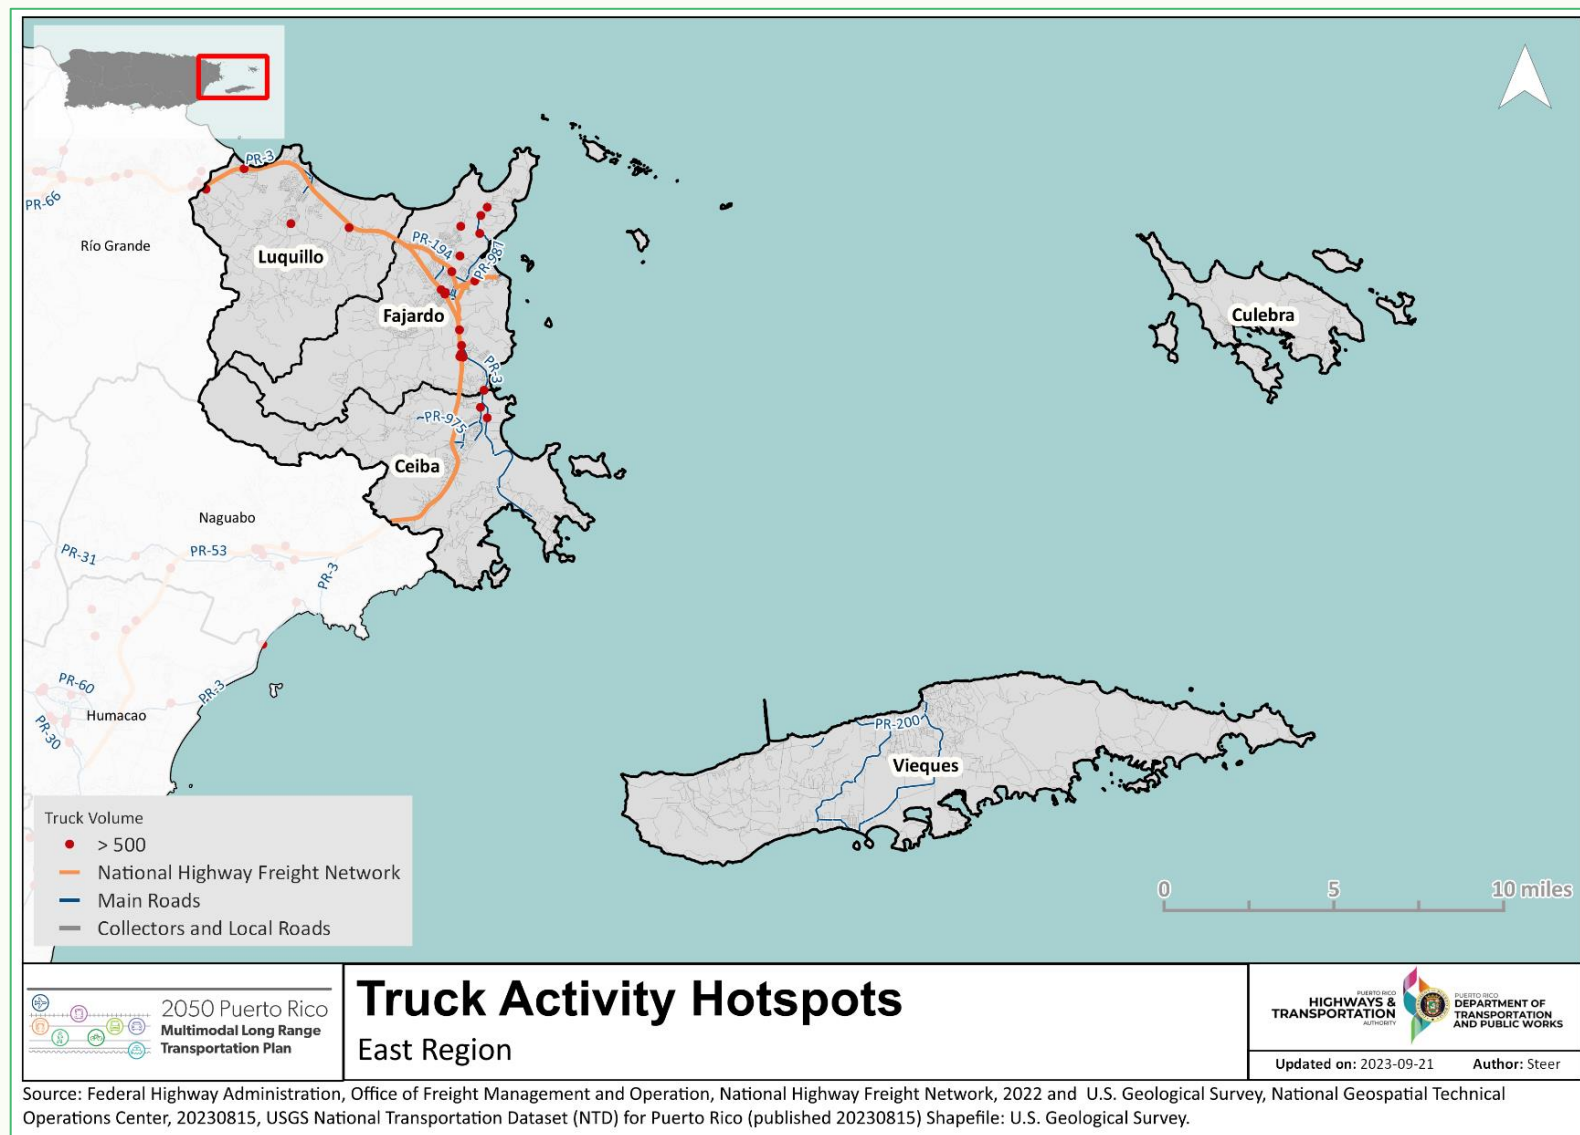 PR-3
PR-66
Río Grande
Luquillo
PR-194
PR-987
Fajardo
PR-3
PR-975
Ceiba
Culebra
Naguabo
PR-31
PR-53
PR-3
PR-60
PR-3
Humacao
PR-30
PR-200
Vieques
Truck Volume
> 500
National Highway Freight Network
Main Roads
Collectors and Local Roads
0 5 10 miles
2050 Puerto Rico
Multimodal Long Range
Transportation Plan
Truck Activity Hotspots
East Region
PUERTO RICO
HIGHWAYS &
TRANSPORTATION
AUTHORITY
PUERTO RICO
DEPARTMENT OF
TRANSPORTATION
AND PUBLIC WORKS
Updated on: 2023-09-21 Author: Steer
Source: Federal Highway Administration, Office of Freight Management and Operation, National Highway Freight Network, 2022 and U.S. Geological Survey, National Geospatial Technical
Operations Center, 20230815, USGS National Transportation Dataset (NTD) for Puerto Rico (published 20230815) Shapefile: U.S. Geological Survey.